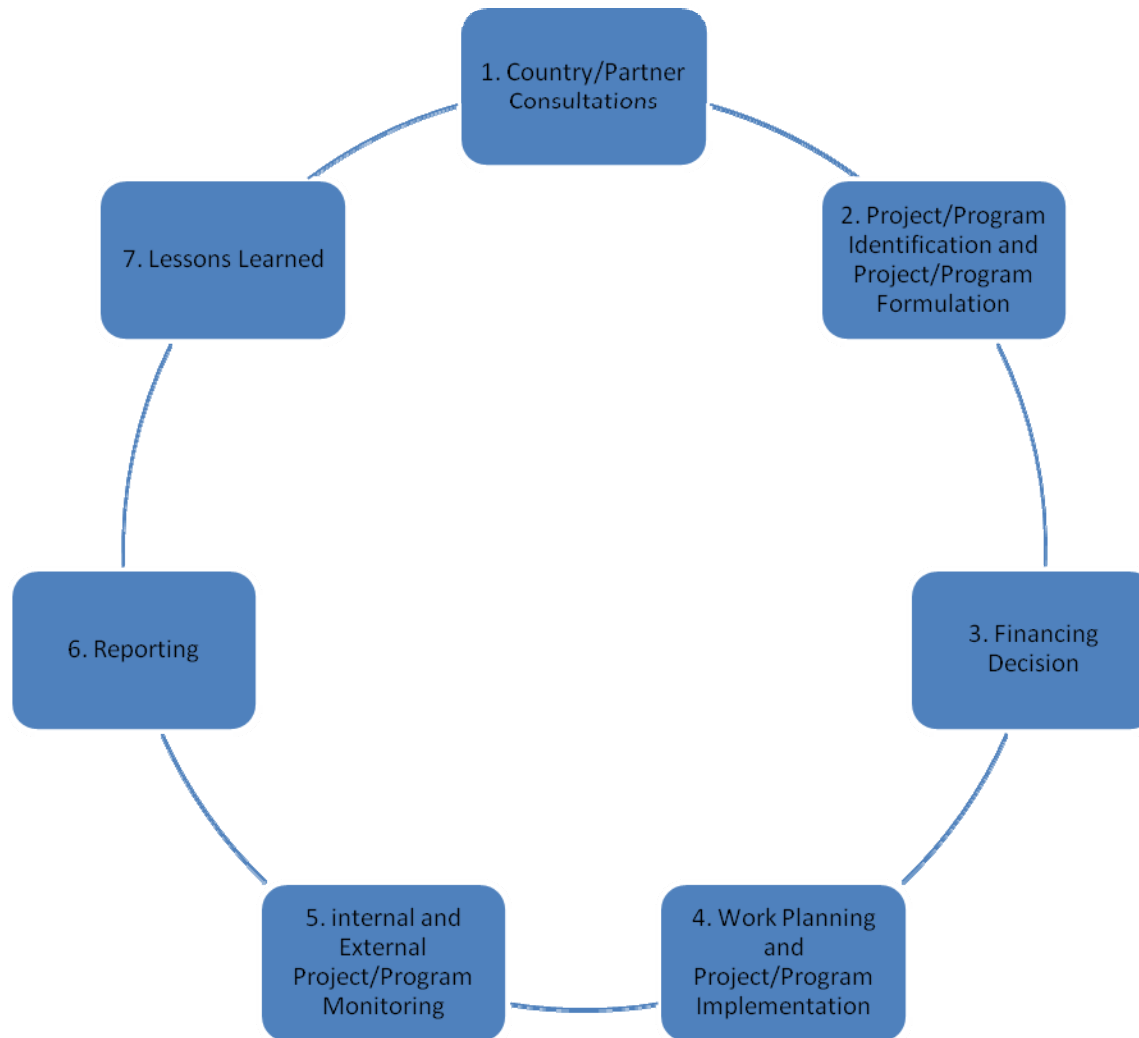 1. Country/Partner
Consultations
2. Project/Program
Identification and
Project/Program
Formulation
3. Financing
Decision
4. Work Planning
and
Project/Program
Implementation
5. internal and
External
Project/Program
Monitoring
6. Reporting
7. Lessons Learned